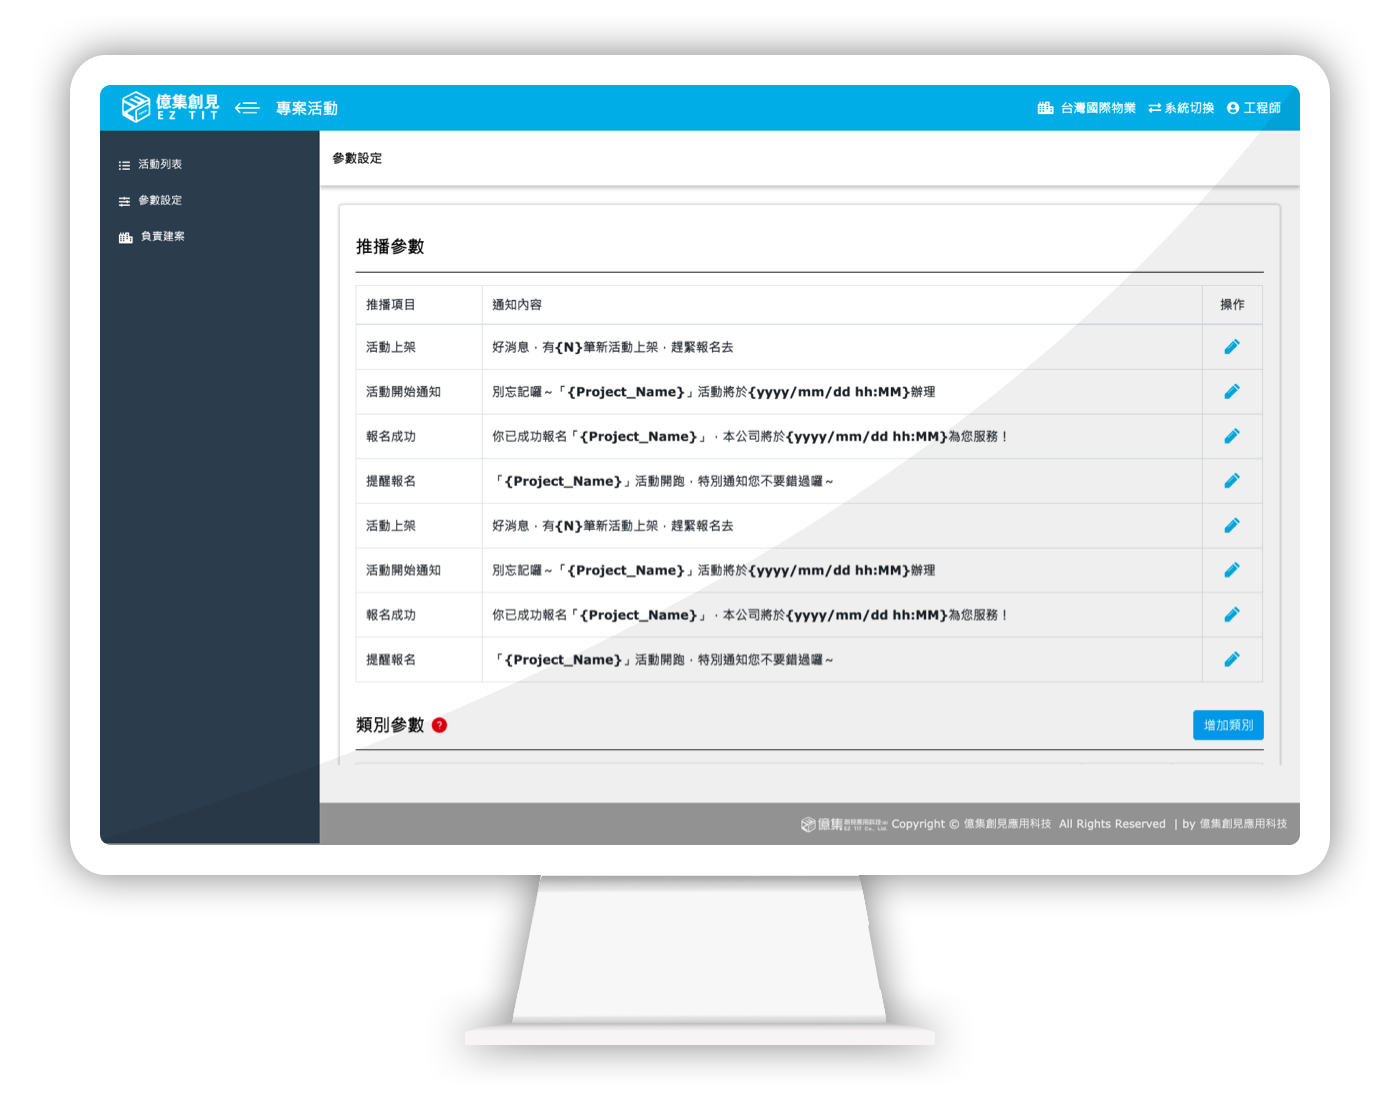 億集創見
EZ TIT
專案活動
台灣國際物業 系統切換 工程師
活動列表
參數設定
負責建案
參數設定
推播參數
推播項目 通知內容 操作
活動上架 好消息，有{N}筆新活動上架，趕緊報名去
活動開始通知 別忘記囉～「{Project_Name}」活動將於{yyyy/mm/dd hh:MM}辦理
報名成功 你已成功報名「{Project_Name}」，本公司將於{yyyy/mm/dd hh:MM}為您服務！
提醒報名 「{Project_Name}」活動開跑，特別通知您不要錯過囉～
活動上架 好消息，有{N}筆新活動上架，趕緊報名去
活動開始通知 別忘記囉～「{Project_Name}」活動將於{yyyy/mm/dd hh:MM}辦理
報名成功 你已成功報名「{Project_Name}」，本公司將於{yyyy/mm/dd hh:MM}為您服務！
提醒報名 「{Project_Name}」活動開跑，特別通知您不要錯過囉～
類別參數 ? 增加類別
億集 Copyright © 億集創見應用科技 All Rights Reserved | by 億集創見應用科技